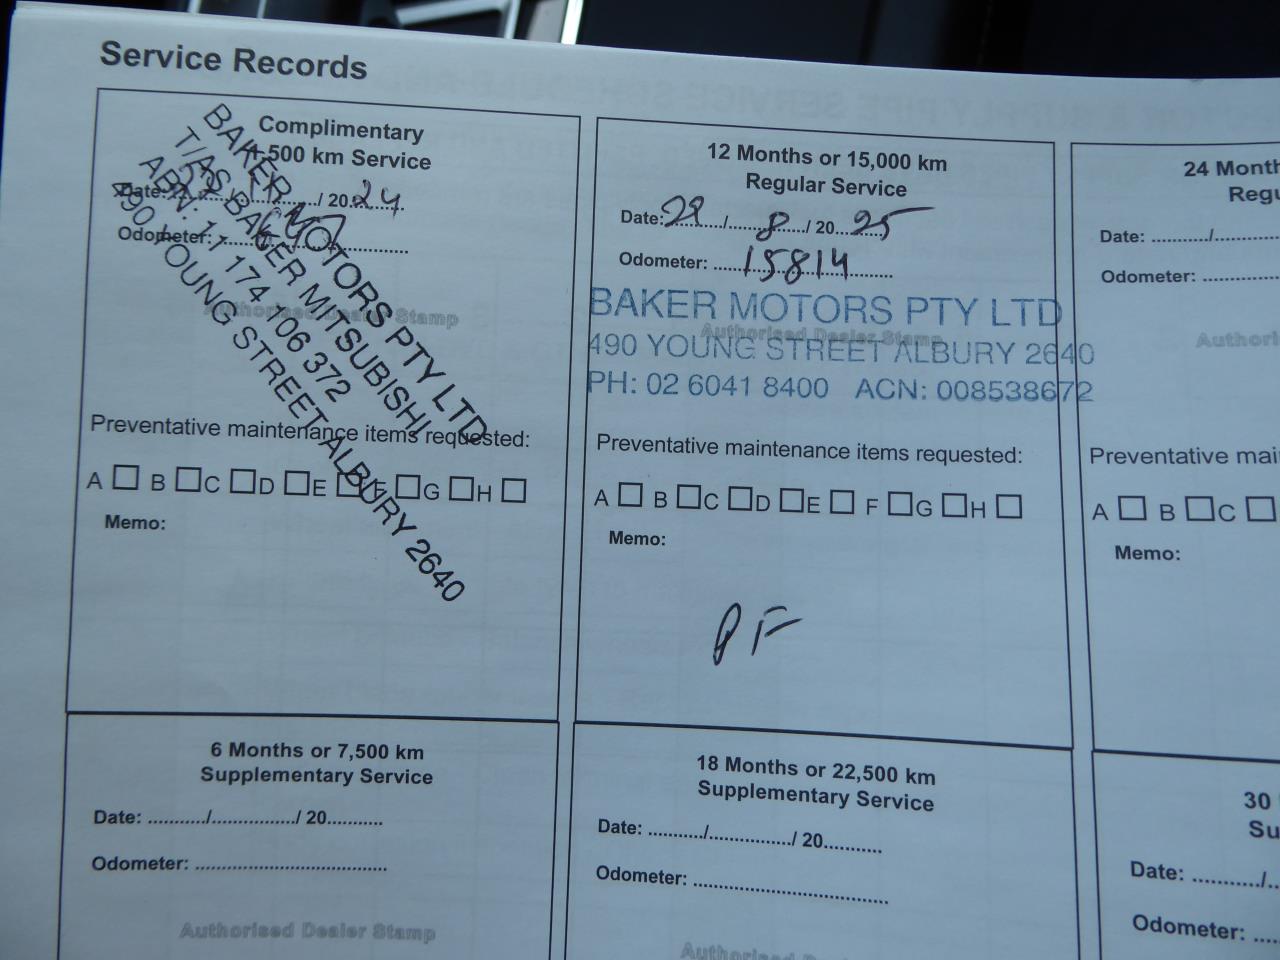 Service Records
Complimentary
1,500 km Service
Date: / 20 24
Odometer:
BAKER MOTORS PTY LTD
T/AS BAKER MITSUBISHI
ABN: 11 174 106 372
490 YOUNG STREET ALBURY 2640
Authorised Dealer Stamp
Preventative maintenance items requested:
A B C D E F G H
Memo:
12 Months or 15,000 km
Regular Service
Date: / 8 / 20 25
Odometer: 15814
BAKER MOTORS PTY LTD
Authorised Dealer Stamp
490 YOUNG STREET ALBURY 2640
PH: 02 6041 8400 ACN: 008538672
Preventative maintenance items requested:
A B C D E F G H
Memo:
PF
24 Month
Regu
Date: /
Odometer:
Authori
Preventative mai
A B C
Memo:
6 Months or 7,500 km
Supplementary Service
Date: / / 20
Odometer:
Authorised Dealer Stamp
18 Months or 22,500 km
Supplementary Service
Date: / / 20
Odometer:
Authorised Dealer Stamp
30
Su
Date: /
Odometer: